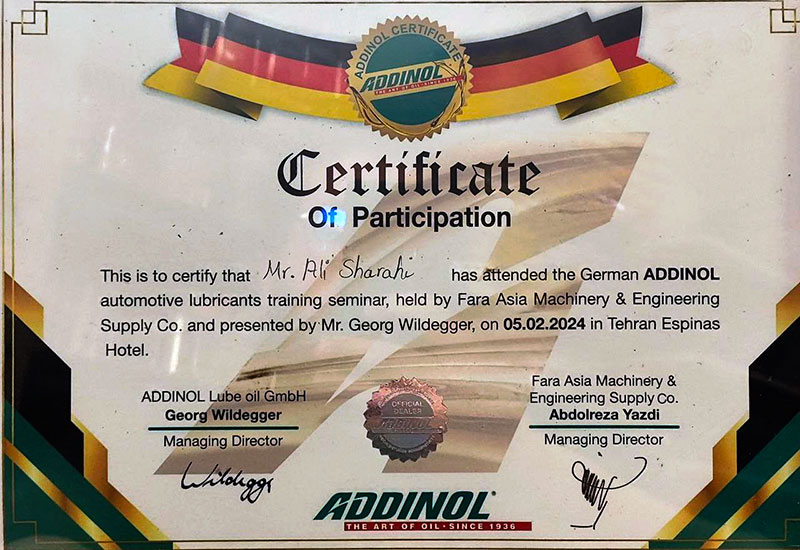 ADDINOL CERTIFICATE
ADDINOL
THE ART OF OIL · SINCE 1936
Certificate
Of Participation
This is to certify that Mr. Ali Sharahi has attended the German ADDINOL
automotive lubricants training seminar, held by Fara Asia Machinery & Engineering
Supply Co. and presented by Mr. Georg Wildegger, on 05.02.2024 in Tehran Espinas
Hotel.
ADDINOL Lube oil GmbH
Georg Wildegger
Managing Director
Wildegger
OFFICIAL
DEALER
Fara Asia Machinery &
Engineering Supply Co.
Abdolreza Yazdi
Managing Director
ADDINOL®
THE ART OF OIL · SINCE 1936